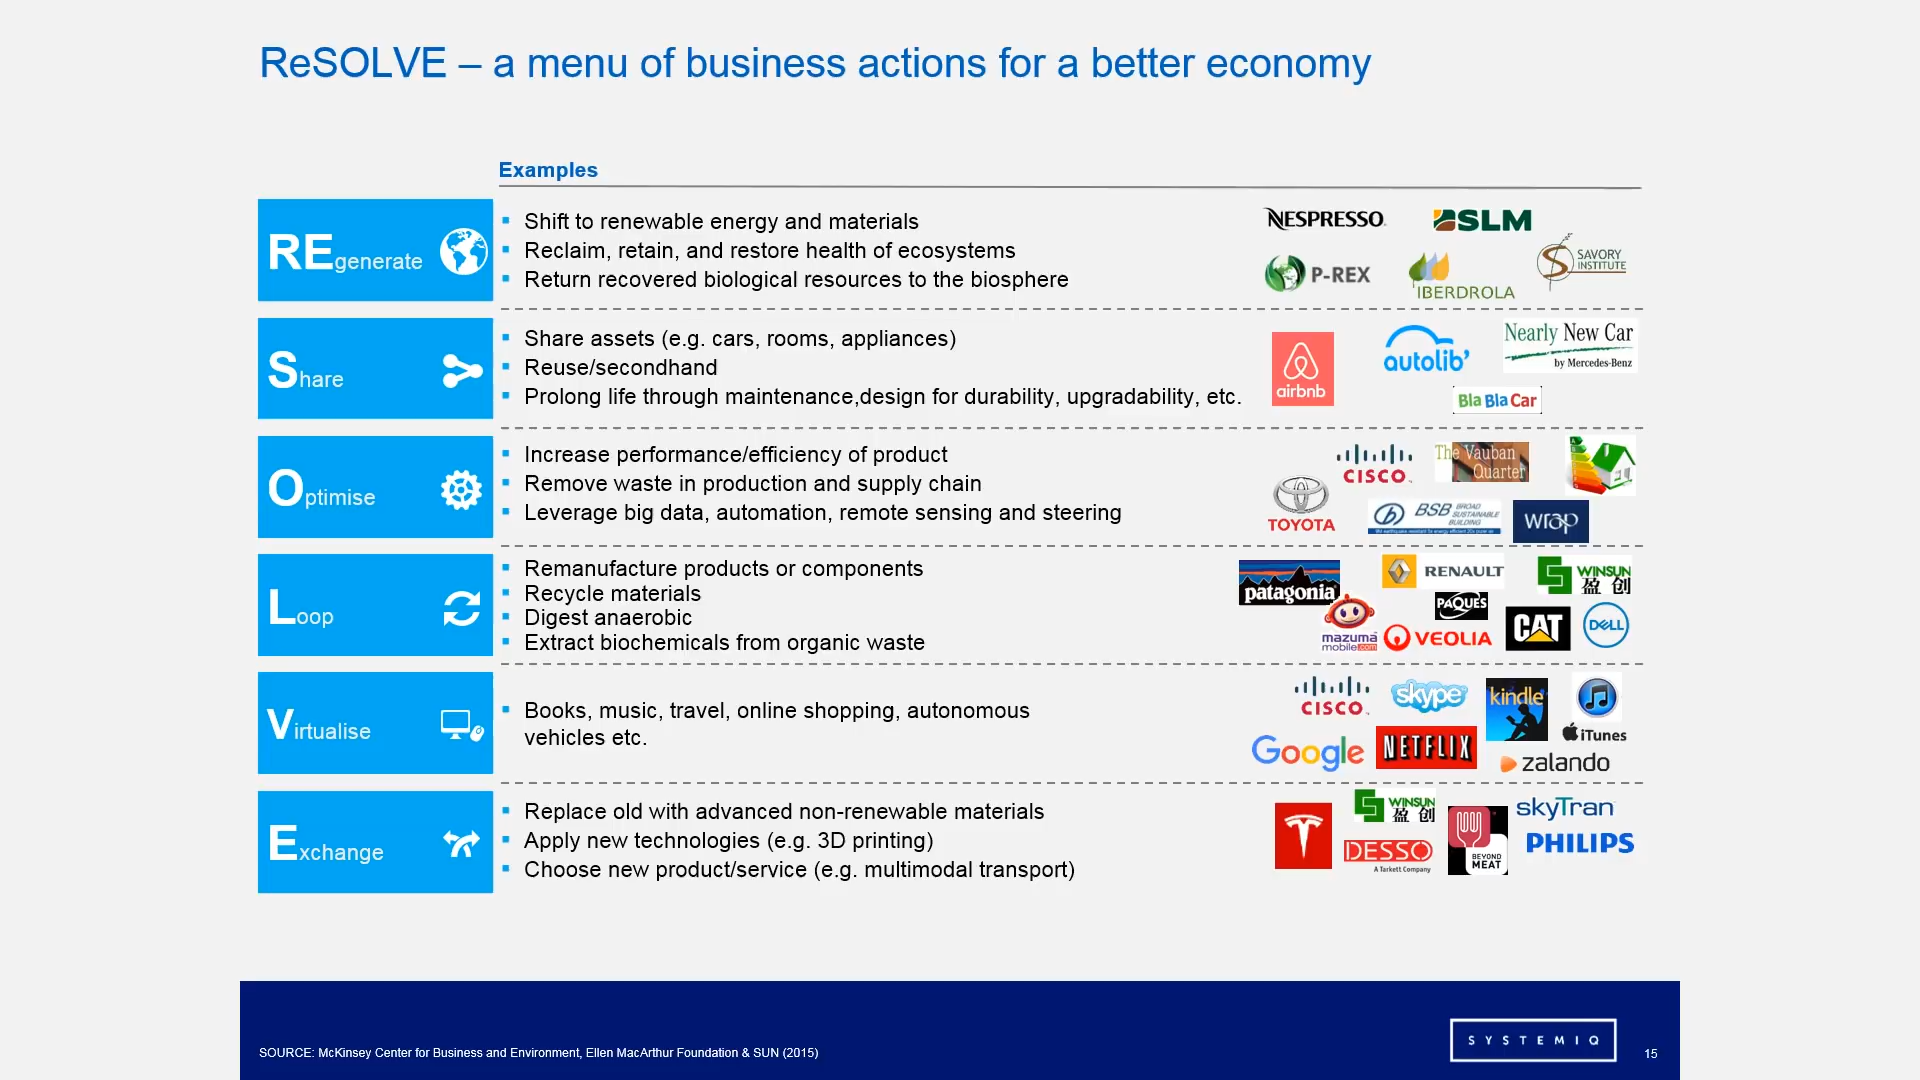 ReSOLVE – a menu of business actions for a better economy
Examples
REgenerate
Shift to renewable energy and materials
Reclaim, retain, and restore health of ecosystems
Return recovered biological resources to the biosphere
NESPRESSO
SLM
P-REX
IBERDROLA
SAVORY
INSTITUTE
Share
Share assets (e.g. cars, rooms, appliances)
Reuse/secondhand
Prolong life through maintenance,design for durability, upgradability, etc.
airbnb
autolib'
Nearly New Car
by Mercedes-Benz
Bla Bla Car
Optimise
Increase performance/efficiency of product
Remove waste in production and supply chain
Leverage big data, automation, remote sensing and steering
CISCO
The Vauban
Quarter
TOYOTA
BSB BROAD
SUSTAINABLE
BUILDING
wrap
Loop
Remanufacture products or components
Recycle materials
Digest anaerobic
Extract biochemicals from organic waste
patagonia
RENAULT
WINSUN
盈创
mazuma
mobile.com
PAQUES
VEOLIA
CAT
DELL
Virtualise
Books, music, travel, online shopping, autonomous
vehicles etc.
CISCO
skype
kindle
iTunes
Google
NETFLIX
zalando
Exchange
Replace old with advanced non-renewable materials
Apply new technologies (e.g. 3D printing)
Choose new product/service (e.g. multimodal transport)
WINSUN
盈创
skyTran
DESSO
A Tarkett Company
BEYOND
MEAT
PHILIPS
SOURCE: McKinsey Center for Business and Environment, Ellen MacArthur Foundation & SUN (2015)
SYSTEMIQ
15